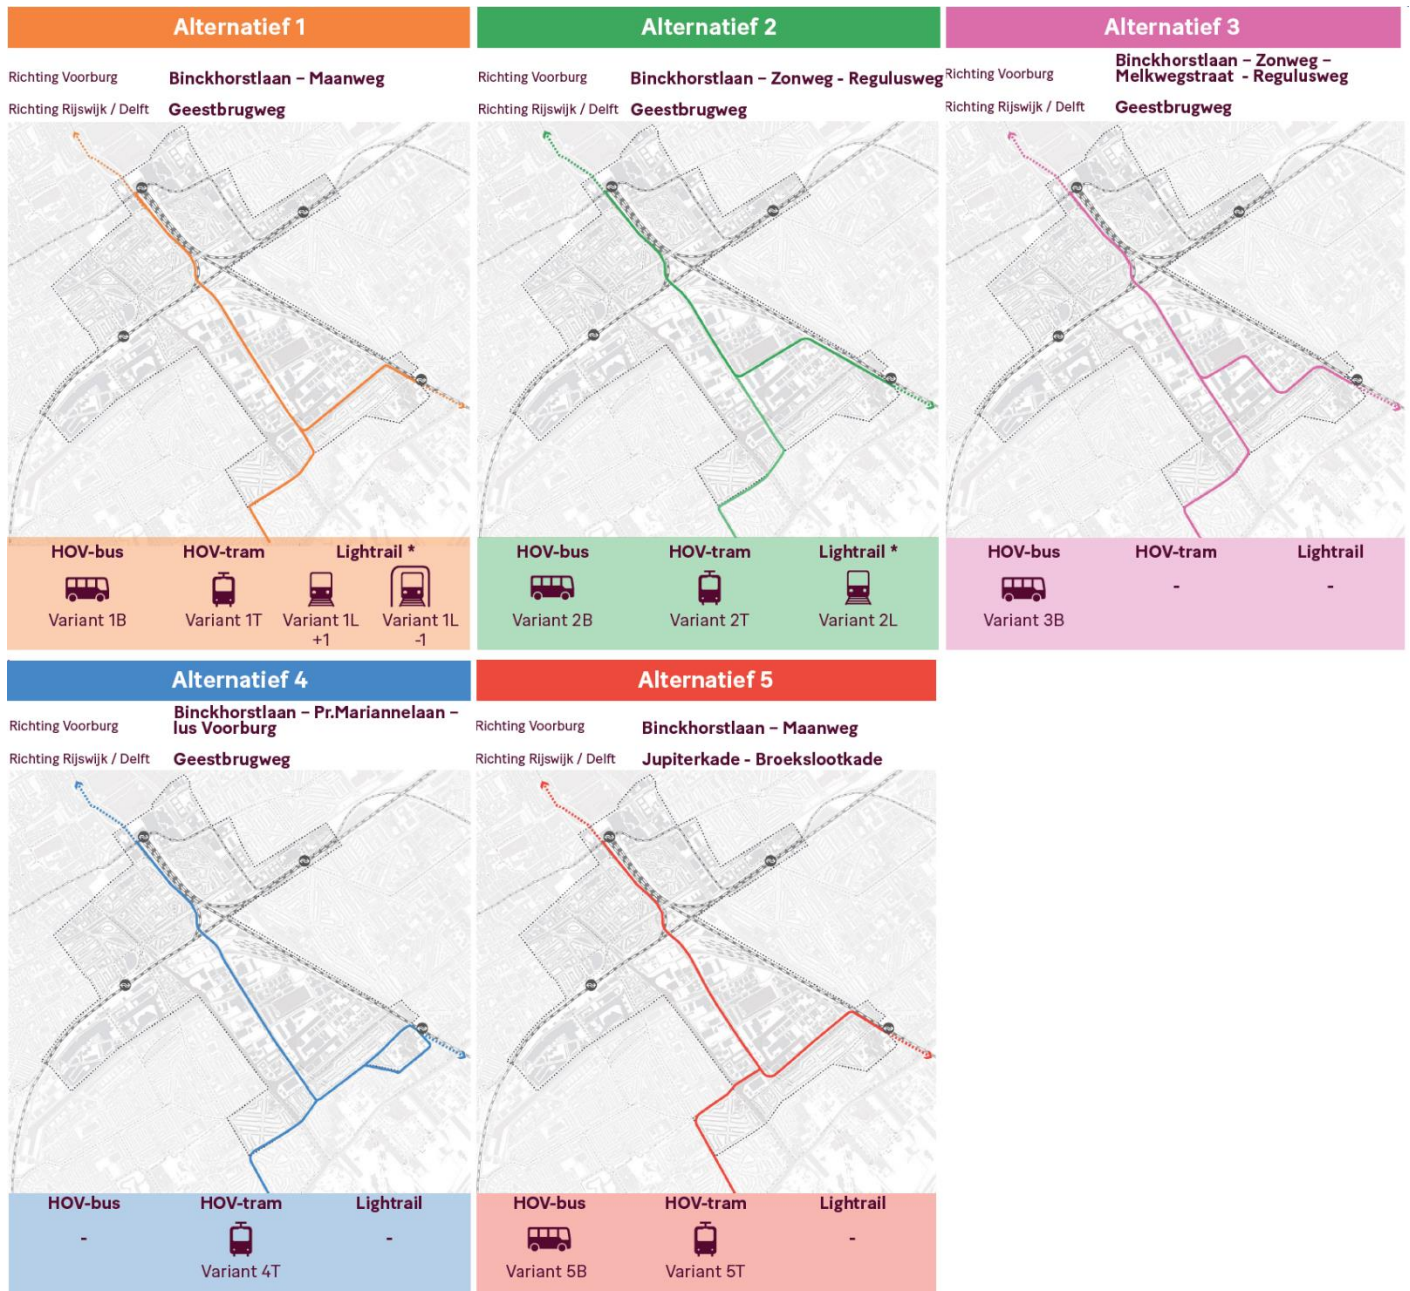 Alternatief 1
Richting Voorburg Binckhorstlaan – Maanweg
Richting Rijswijk / Delft Geestbrugweg
HOV-bus HOV-tram Lightrail *
Variant 1B Variant 1T Variant 1L +1 Variant 1L -1
Alternatief 2
Richting Voorburg Binckhorstlaan – Zonweg - Regulusweg
Richting Rijswijk / Delft Geestbrugweg
HOV-bus HOV-tram Lightrail *
Variant 2B Variant 2T Variant 2L
Alternatief 3
Richting Voorburg Binckhorstlaan – Zonweg –
Melkwegstraat - Regulusweg
Richting Rijswijk / Delft Geestbrugweg
HOV-bus HOV-tram Lightrail
Variant 3B - -
Alternatief 4
Richting Voorburg Binckhorstlaan – Pr.Mariannelaan –
lus Voorburg
Richting Rijswijk / Delft Geestbrugweg
HOV-bus HOV-tram Lightrail
- Variant 4T -
Alternatief 5
Richting Voorburg Binckhorstlaan – Maanweg
Richting Rijswijk / Delft Jupiterkade - Broekslootkade
HOV-bus HOV-tram Lightrail
Variant 5B Variant 5T -